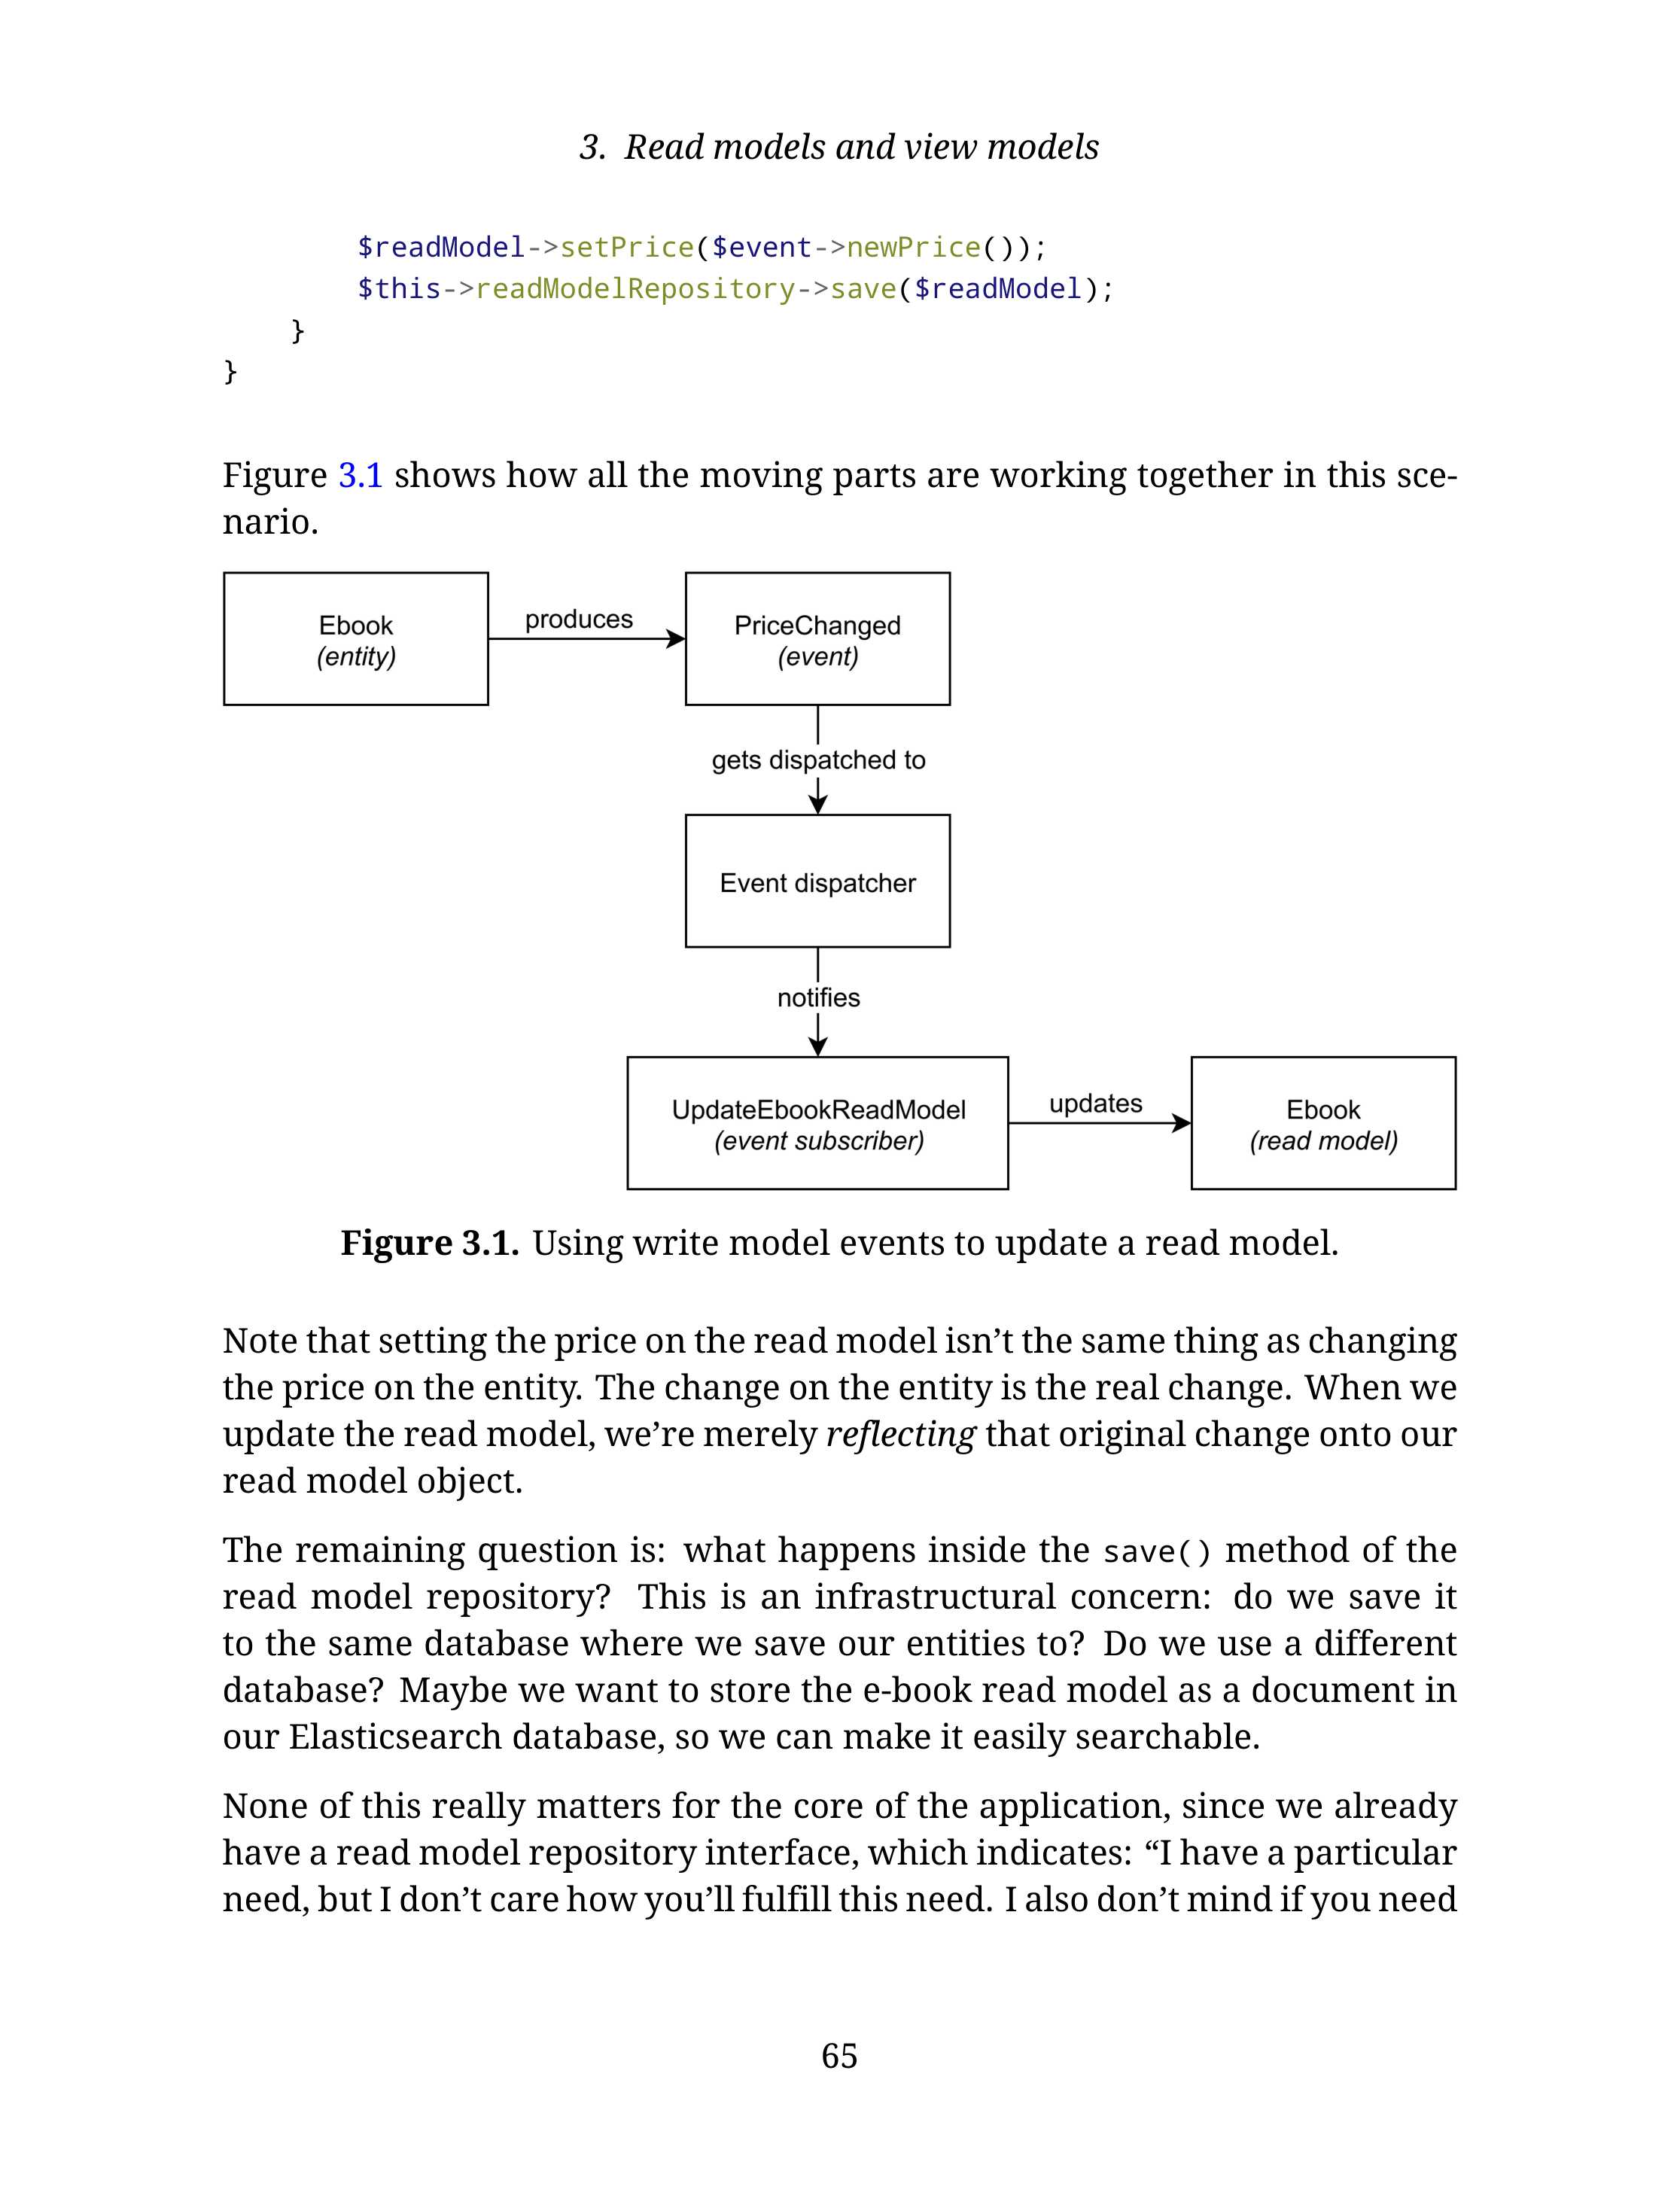 3. Read models and view models
$readModel->setPrice($event->newPrice());
$this->readModelRepository->save($readModel);
}
}
Figure 3.1 shows how all the moving parts are working together in this sce-
nario.
Ebook
(entity)
produces
PriceChanged
(event)
gets dispatched to
Event dispatcher
notifies
UpdateEbookReadModel
(event subscriber)
updates
Ebook
(read model)
Figure 3.1. Using write model events to update a read model.
Note that setting the price on the read model isn’t the same thing as changing
the price on the entity. The change on the entity is the real change. When we
update the read model, we’re merely reflecting that original change onto our
read model object.
The remaining question is: what happens inside the save() method of the
read model repository? This is an infrastructural concern: do we save it
to the same database where we save our entities to? Do we use a different
database? Maybe we want to store the e-book read model as a document in
our Elasticsearch database, so we can make it easily searchable.
None of this really matters for the core of the application, since we already
have a read model repository interface, which indicates: “I have a particular
need, but I don’t care how you’ll fulfill this need. I also don’t mind if you need
65